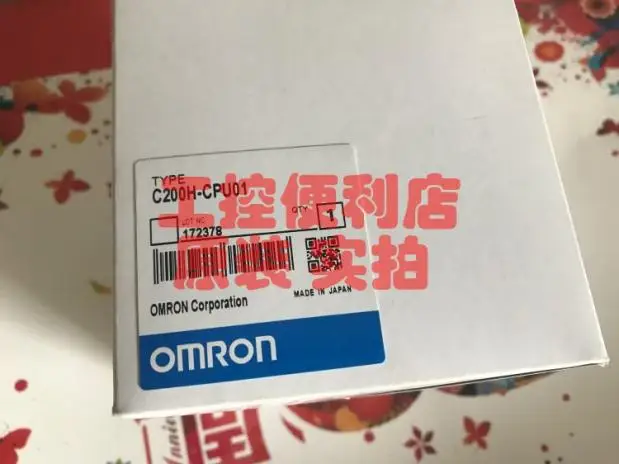 TYPE
C200H-CPU01
工控便利店
LOT NO.
QTY.
172378
1
原装 实拍
OMRON Corporation
MADE IN JAPAN
OMRON